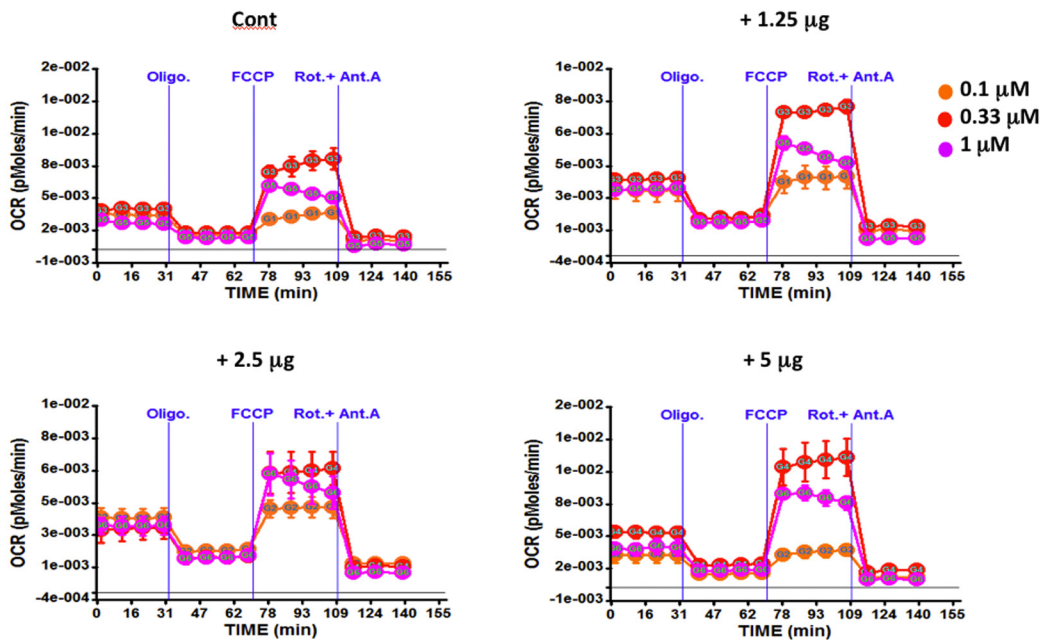 Cont
+ 1.25 µg
2e-002
1e-002
1e-002
8e-003
5e-003
2e-003
-1e-003
OCR (pMoles/min)
Oligo. FCCP Rot.+ Ant.A
0 16 31 47 62 78 93 109 124 140 155
TIME (min)
1e-002
8e-003
6e-003
5e-003
3e-003
1e-003
-4e-004
OCR (pMoles/min)
Oligo. FCCP Rot.+ Ant.A
0 16 31 47 62 78 93 109 124 140 155
TIME (min)
0.1 µM
0.33 µM
1 µM
+ 2.5 µg
+ 5 µg
1e-002
8e-003
6e-003
5e-003
3e-003
1e-003
-4e-004
OCR (pMoles/min)
Oligo. FCCP Rot.+ Ant.A
0 16 31 47 62 78 93 109 124 140 155
TIME (min)
2e-002
1e-002
1e-002
8e-003
5e-003
2e-003
-1e-003
OCR (pMoles/min)
Oligo. FCCP Rot.+ Ant.A
0 16 31 47 62 78 93 109 124 140 155
TIME (min)